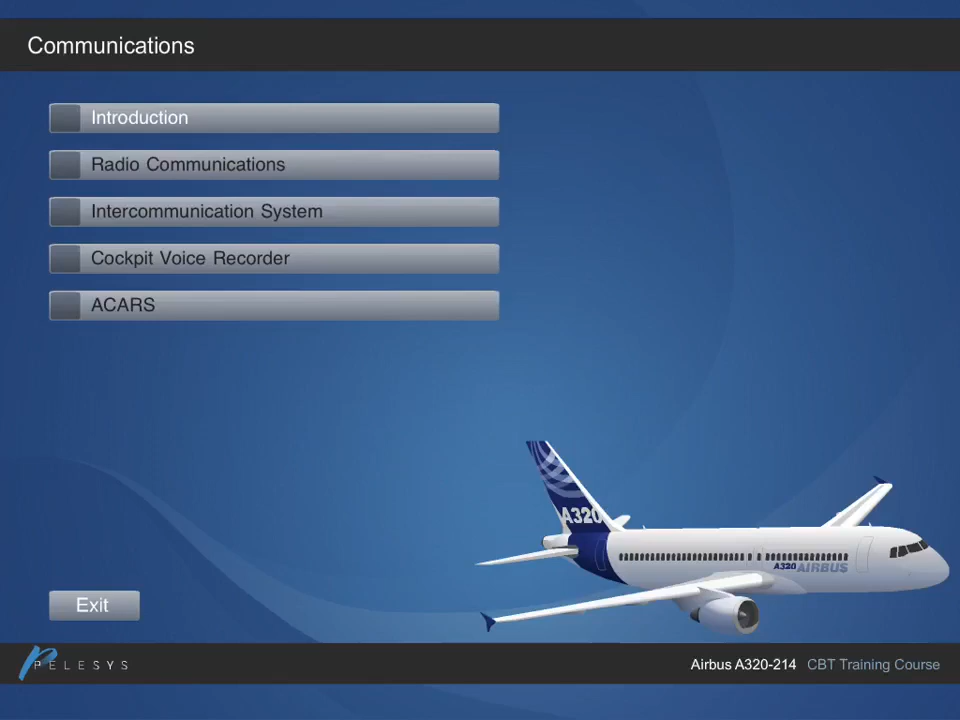 Communications
Introduction
Radio Communications
Intercommunication System
Cockpit Voice Recorder
ACARS
A320
A320 AIRBUS
Exit
PELESYS
Airbus A320-214 CBT Training Course